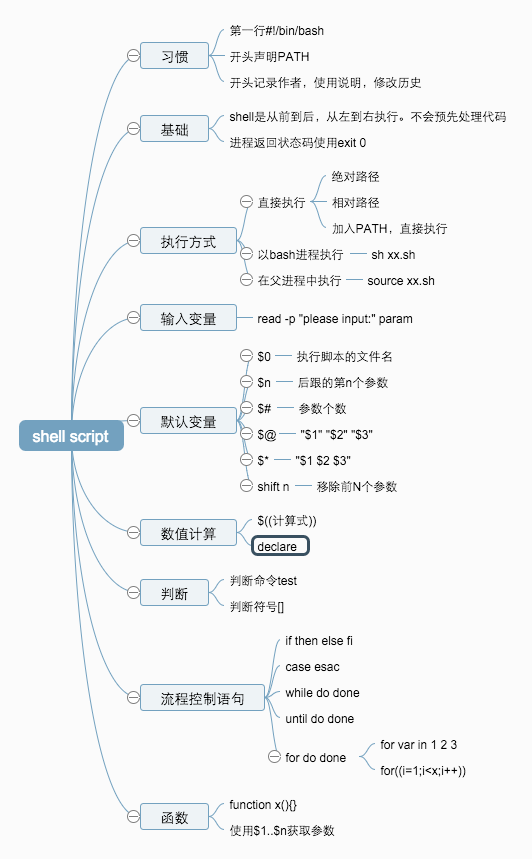 shell script
习惯
第一行#!/bin/bash
开头声明PATH
开头记录作者，使用说明，修改历史
基础
shell是从前到后，从左到右执行。不会预先处理代码
进程返回状态码使用exit 0
执行方式
直接执行
绝对路径
相对路径
加入PATH，直接执行
以bash进程执行
sh xx.sh
在父进程中执行
source xx.sh
输入变量
read -p "please input:" param
默认变量
$0
执行脚本的文件名
$n
后跟的第n个参数
$#
参数个数
$@
"$1" "$2" "$3"
$*
"$1 $2 $3"
shift n
移除前N个参数
数值计算
$((计算式))
declare
判断
判断命令test
判断符号[]
流程控制语句
if then else fi
case esac
while do done
until do done
for do done
for var in 1 2 3
for((i=1;i<x;i++))
函数
function x(){}
使用$1..$n获取参数